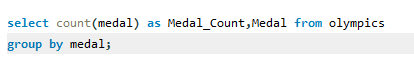 select count(medal) as Medal_Count,Medal from olympics
group by medal;